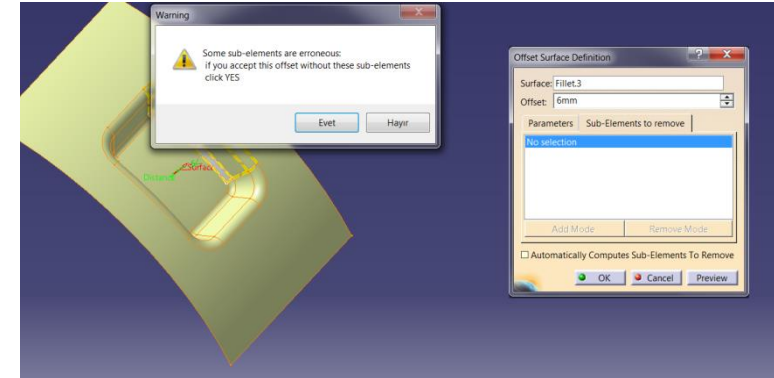 Warning
Some sub-elements are erroneous:
if you accept this offset without these sub-elements
click YES
Evet
Hayır
Distance
Surface
Offset Surface Definition
Surface: Fillet.3
Offset: 6mm
Parameters
Sub-Elements to remove
No selection
Add Mode
Remove Mode
Automatically Computes Sub-Elements To Remove
OK
Cancel
Preview